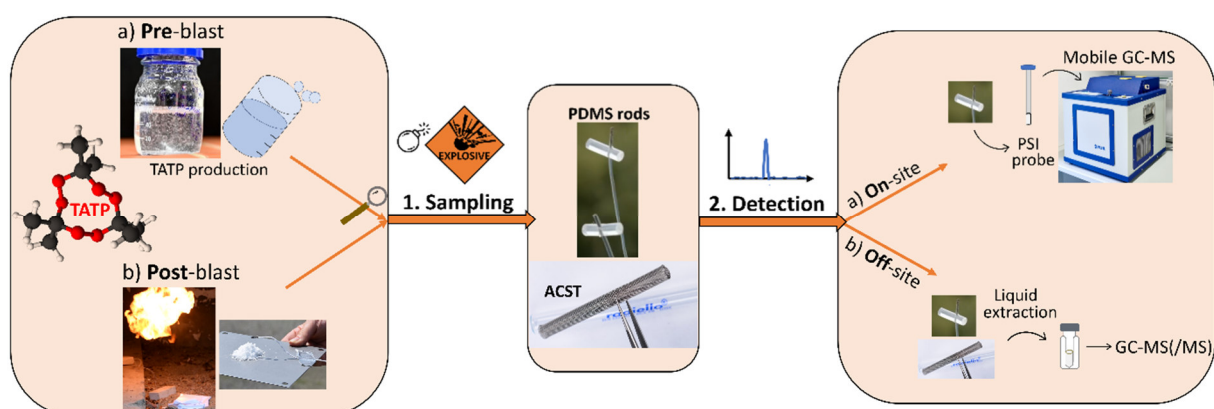 a) Pre-blast
TATP production
TATP
b) Post-blast
EXPLOSIVE
1. Sampling
PDMS rods
ACST
radiello®
2. Detection
a) On-site
Mobile GC-MS
PSI
probe
b) Off-site
Liquid
extraction
GC-MS(/MS)